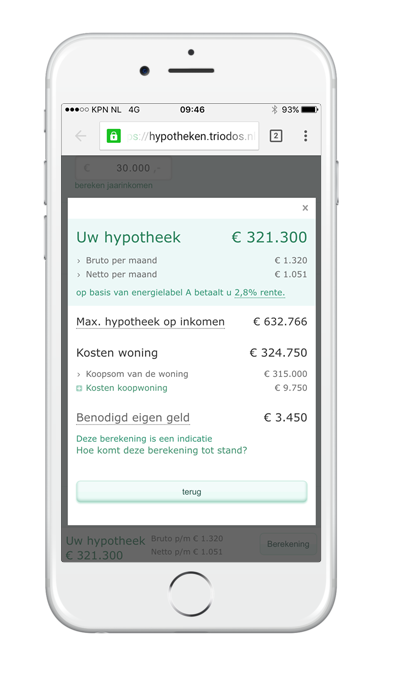 KPN NL 4G 09:46 93%
https://hypotheken.triodos.nl 2
€ 30.000 ,-
bereken jaarinkomen
x
Uw hypotheek € 321.300
› Bruto per maand € 1.320
› Netto per maand € 1.051
op basis van energielabel A betaalt u 2,8% rente.
Max. hypotheek op inkomen € 632.766
Kosten woning € 324.750
› Koopsom van de woning € 315.000
Kosten koopwoning € 9.750
Benodigd eigen geld € 3.450
Deze berekening is een indicatie
Hoe komt deze berekening tot stand?
terug
Uw hypotheek Bruto p/m € 1.320 Berekening
€ 321.300 Netto p/m € 1.051